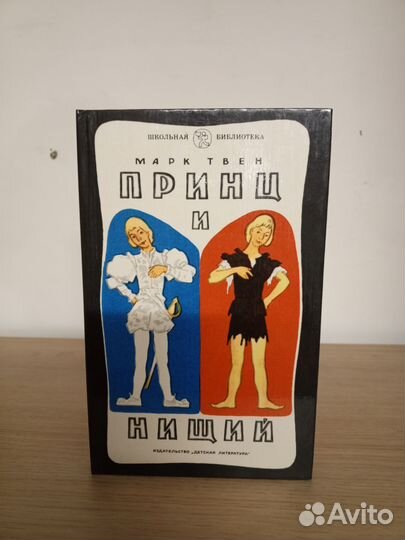 ШКОЛЬНАЯ БИБЛИОТЕКА
МАРК ТВЕН
ПРИНЦ
И
НИЩИЙ
ИЗДАТЕЛЬСТВО „ДЕТСКАЯ ЛИТЕРАТУРА"
Avito